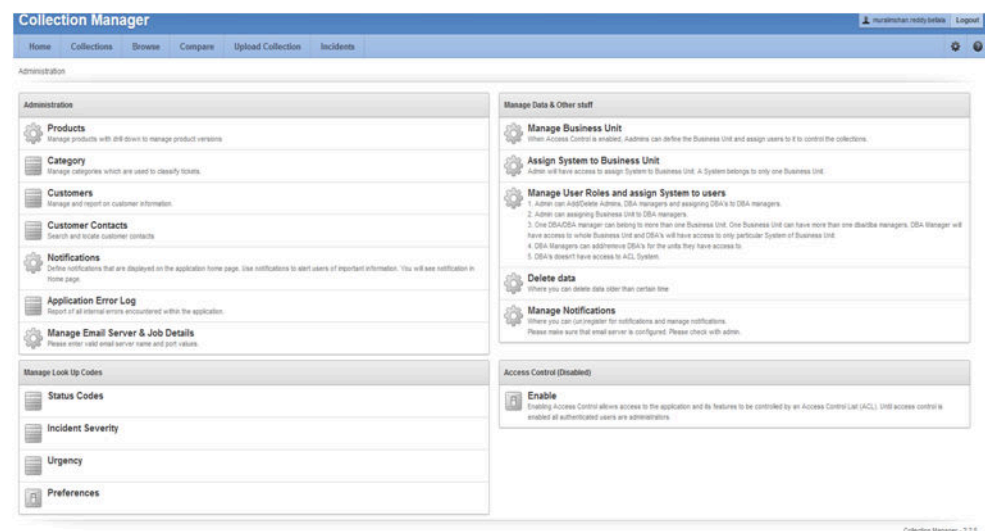 Collection Manager
Logout
Home Collections Browse Compare Upload Collection Incidents
Administration
Administration
Products
Manage products with drill down to manage product versions
Category
Manage categories which are used to classify tickets.
Customers
Manage and report on customer information.
Customer Contacts
Search and locate customer contacts
Notifications
Define notifications that are displayed on the application home page. Use notifications to alert users of important information. You will see notification in
Home page.
Application Error Log
Report of all internal errors encountered within the application.
Manage Email Server & Job Details
Please enter valid email server name and port values.
Manage Look Up Codes
Status Codes
Incident Severity
Urgency
Preferences
Manage Data & Other stuff
Manage Business Unit
When Access Control is enabled, Aadmins can define the Business Unit and assign users to it to control the collections.
Assign System to Business Unit
Admin will have access to assign System to Business Unit. A System belongs to only one Business Unit.
Manage User Roles and assign System to users
1. Admin can Add/Delete Admins, DBA managers and assigning DBA's to DBA managers.
2. Admin can assigning Business Unit to DBA managers.
3. One DBA/DBA manager can belong to more than one Business Unit. One Business Unit can have more than one dba/dba managers. DBA Manager will
have access to whole Business Unit and DBA's will have access to only particular System of Business Unit.
4. DBA Managers can add/remove DBA's for the units they have access to.
5. DBA's doesn't have access to ACL System.
Delete data
Where you can delete data older than certain time
Manage Notifications
Where you can (un)register for notifications and manage notifications.
Please make sure that email server is configured. Please check with admin.
Access Control (Disabled)
Enable
Enabling Access Control allows access to the application and its features to be controlled by an Access Control List (ACL). Until access control is
enabled all authenticated users are administrators.
Collection Manager -